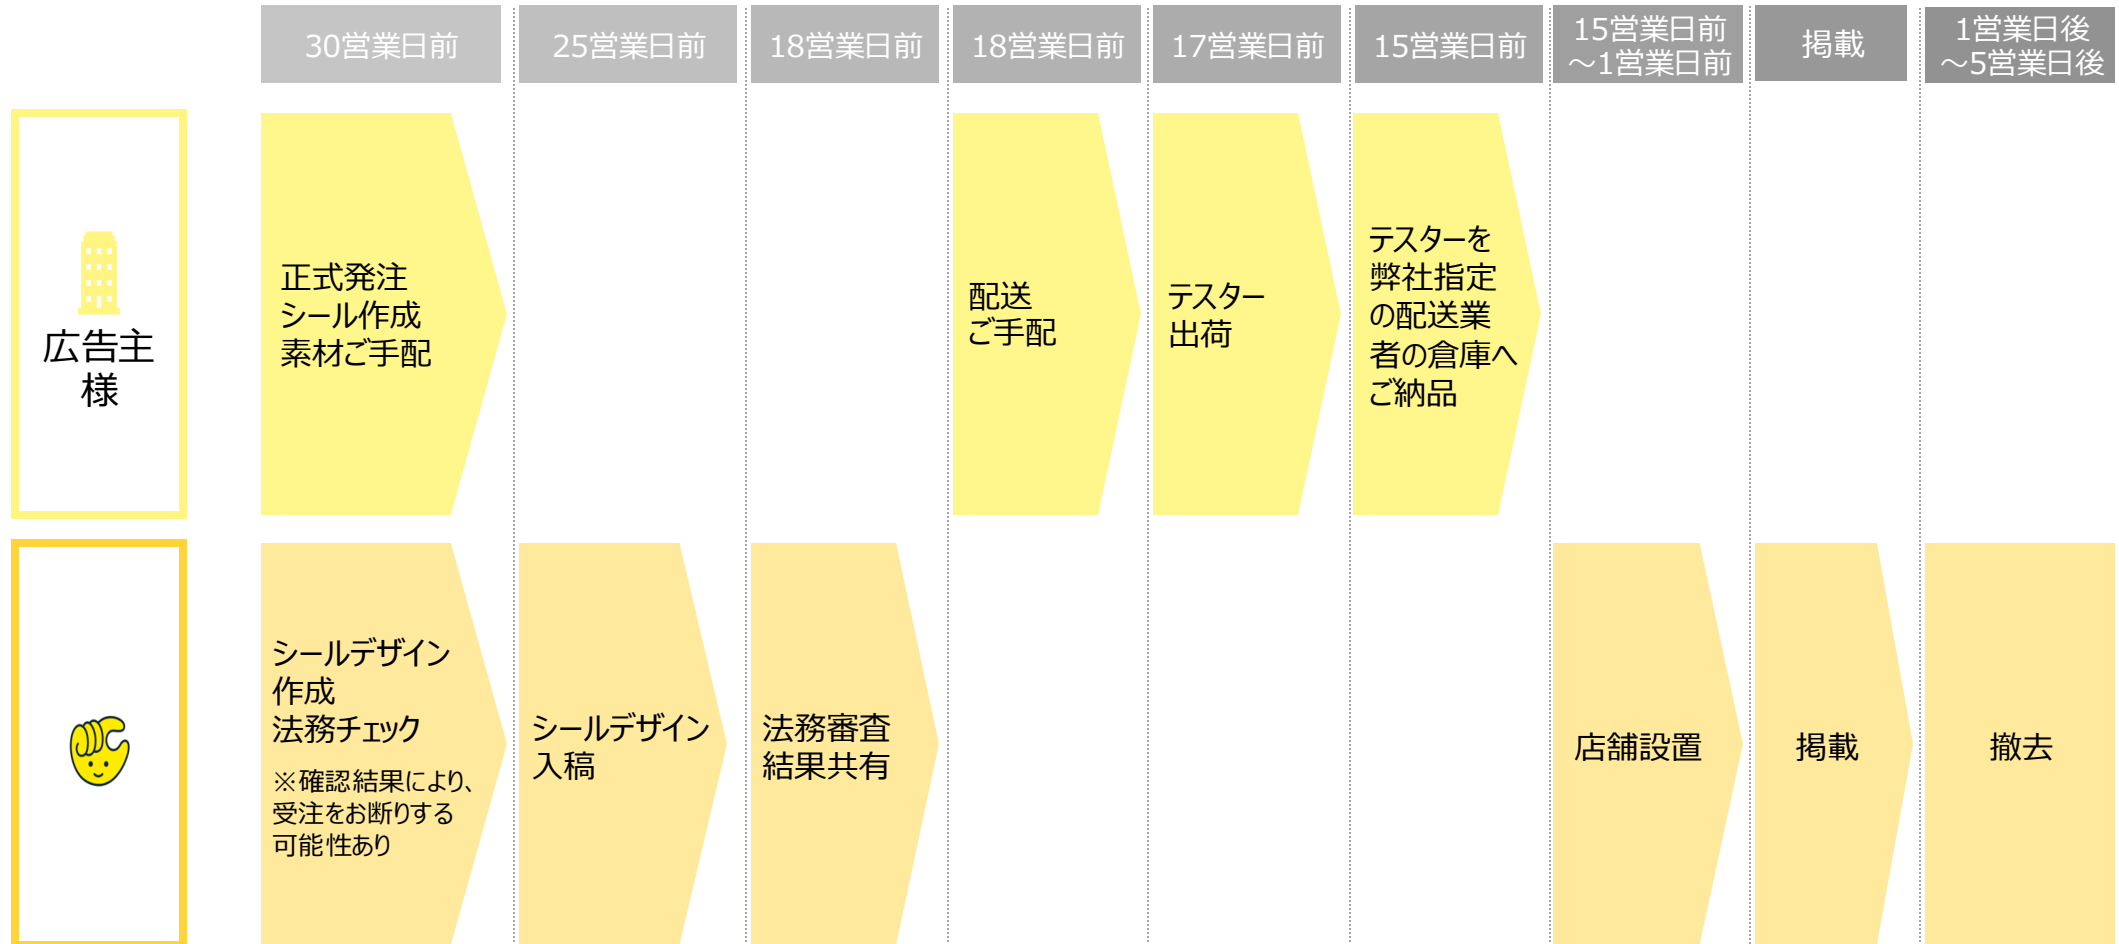 30営業日前
25営業日前
18営業日前
18営業日前
17営業日前
15営業日前
15営業日前
～1営業日前
掲載
1営業日後
～5営業日後
広告主
様
正式発注
シール作成
素材ご手配
配送
ご手配
テスター
出荷
テスターを
弊社指定
の配送業
者の倉庫へ
ご納品
シールデザイン
作成
法務チェック
※確認結果により、
受注をお断りする
可能性あり
シールデザイン
入稿
法務審査
結果共有
店舗設置
掲載
撤去